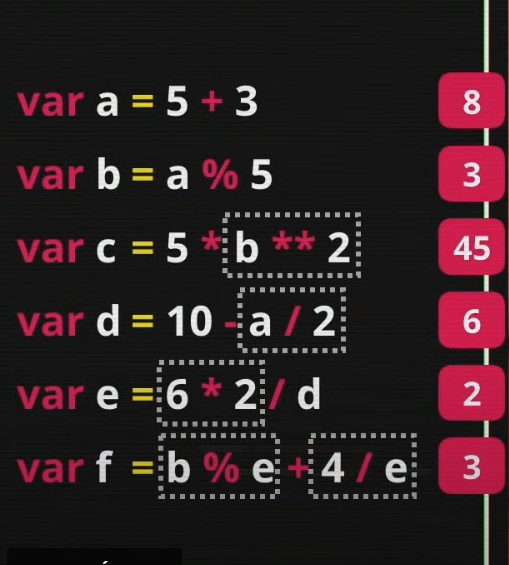 var a = 5 + 3 8
var b = a % 5 3
var c = 5 * b ** 2 45
var d = 10 - a / 2 6
var e = 6 * 2 / d 2
var f = b % e + 4 / e 3